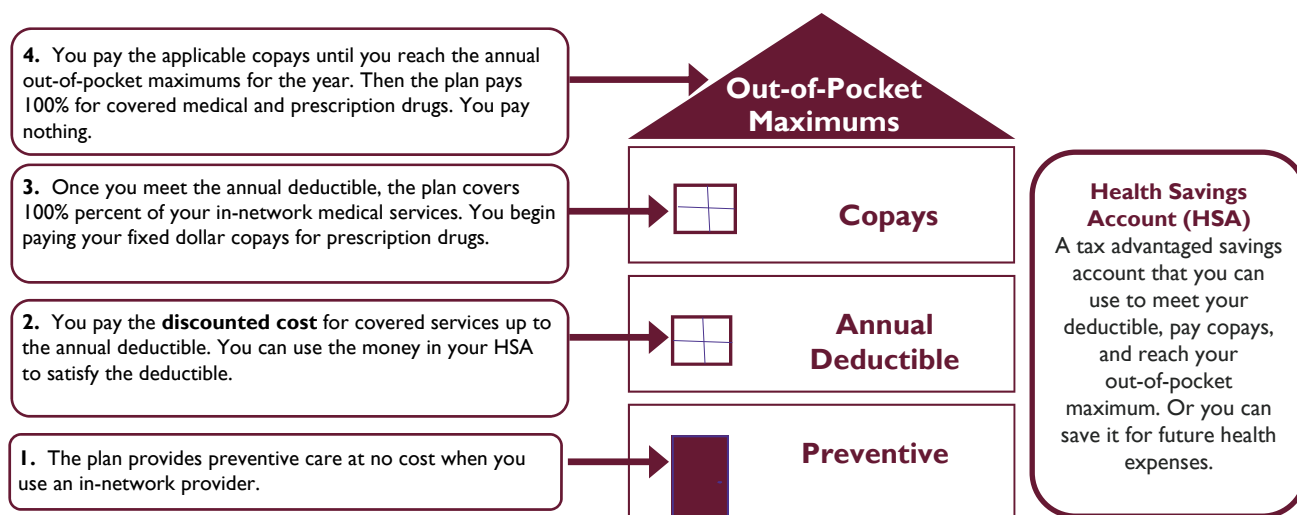 4. You pay the applicable copays until you reach the annual
out-of-pocket maximums for the year. Then the plan pays
100% for covered medical and prescription drugs. You pay
nothing.
Out-of-Pocket
Maximums
3. Once you meet the annual deductible, the plan covers
100% percent of your in-network medical services. You begin
paying your fixed dollar copays for prescription drugs.
Copays
2. You pay the discounted cost for covered services up to
the annual deductible. You can use the money in your HSA
to satisfy the deductible.
Annual
Deductible
1. The plan provides preventive care at no cost when you
use an in-network provider.
Preventive
Health Savings
Account (HSA)
A tax advantaged savings
account that you can
use to meet your
deductible, pay copays,
and reach your
out-of-pocket
maximum. Or you can
save it for future health
expenses.